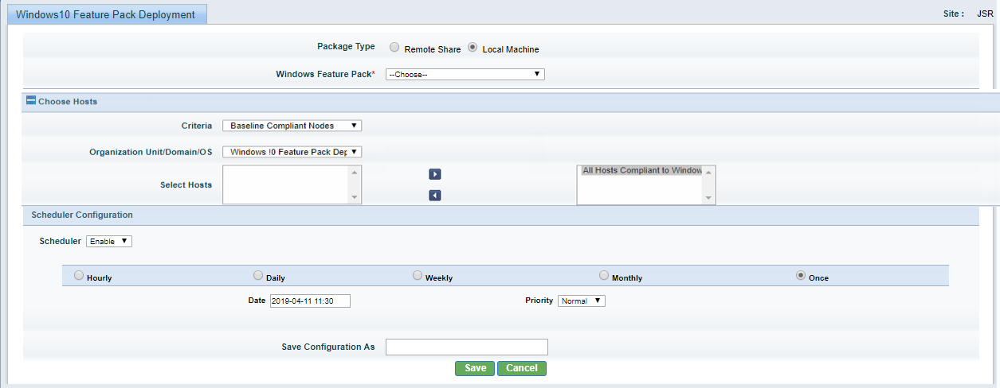 Windows10 Feature Pack Deployment
Site : JSR
Package Type Remote Share Local Machine
Windows Feature Pack* --Choose--
Choose Hosts
Criteria Baseline Compliant Nodes
Organization Unit/Domain/OS Windows !0 Feature Pack Dep
Select Hosts All Hosts Compliant to Window
Scheduler Configuration
Scheduler Enable
Hourly Daily Weekly Monthly Once
Date 2019-04-11 11:30 Priority Normal
Save Configuration As
Save Cancel